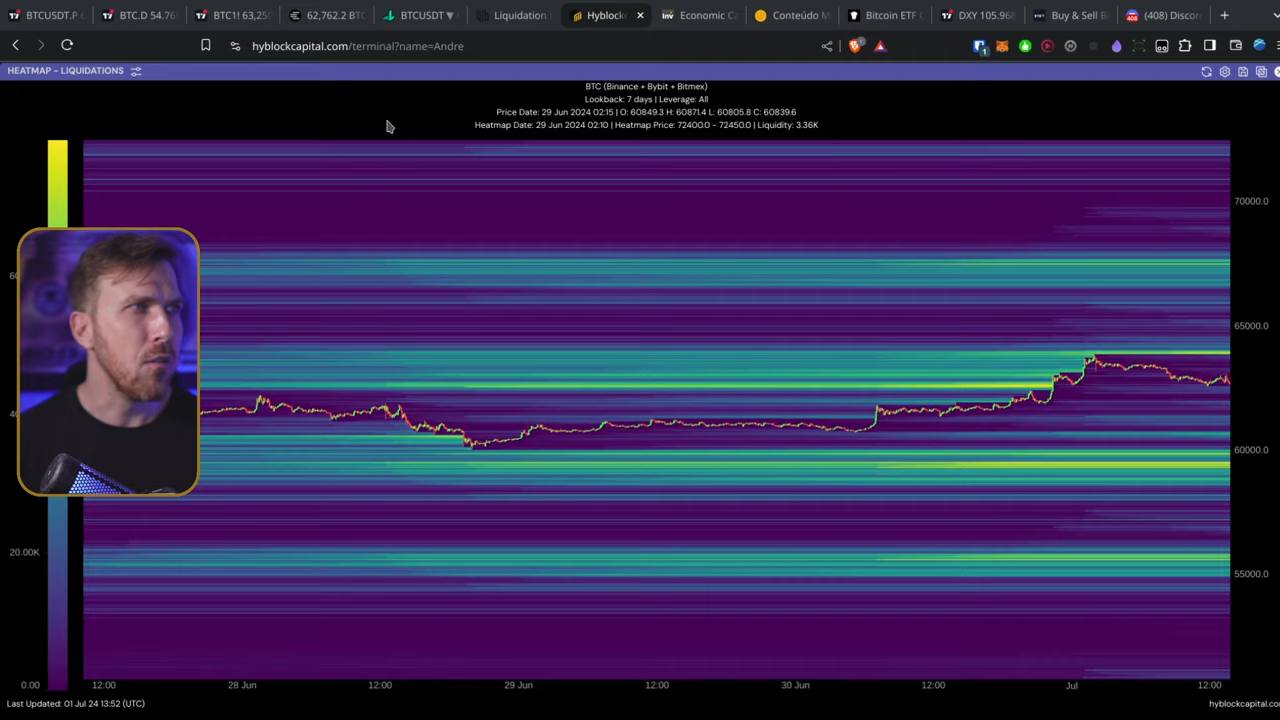 BTCUSDT.P 6
BTC.D 54.76
BTC1! 63,250
62,762.2 BTC
BTCUSDT ▼
Liquidation
Hyblock
Economic Ca
Conteúdo M
Bitcoin ETF
DXY 105.968
Buy & Sell B
(408) Discor
hyblockcapital.com/terminal?name=Andre
1
HEATMAP - LIQUIDATIONS
BTC (Binance + Bybit + Bitmex)
Lookback: 7 days | Leverage: All
Price Date: 29 Jun 2024 02:15 | O: 60849.3 H: 60871.4 L: 60805.8 C: 60839.6
Heatmap Date: 29 Jun 2024 02:10 | Heatmap Price: 72400.0 - 72450.0 | Liquidity: 3.36K
70000.0
65000.0
60000.0
20.00K
55000.0
0.00
12:00
28 Jun
12:00
29 Jun
12:00
30 Jun
12:00
Jul
12:00
Last Updated: 01 Jul 24 13:52 (UTC)
hyblockcapital.com